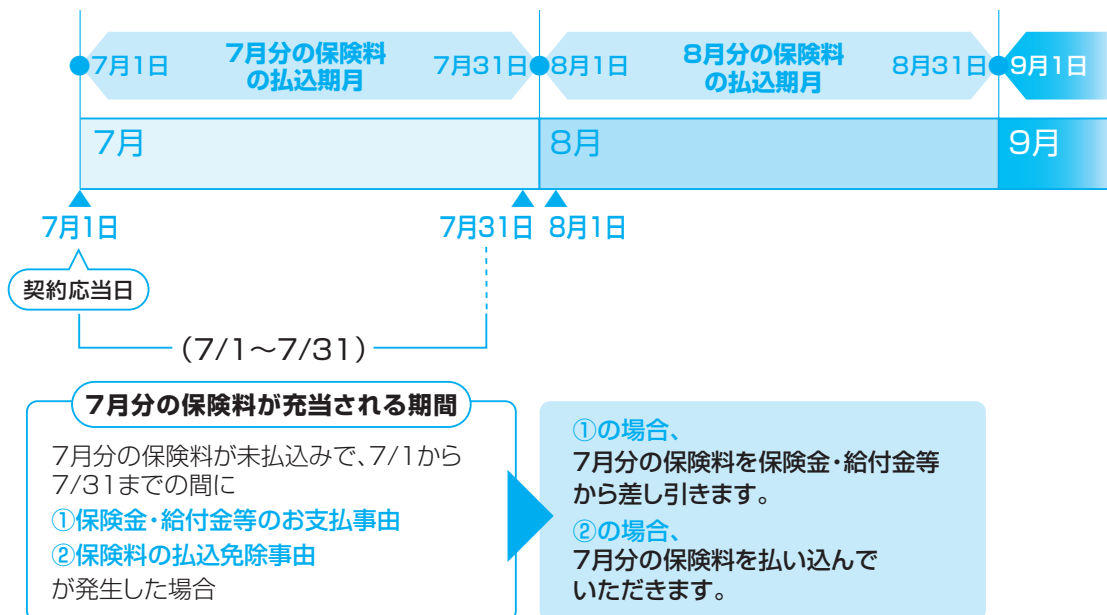 7月1日
7月分の保険料
の払込期月
7月31日
8月1日
8月分の保険料
の払込期月
8月31日
9月1日
7月
8月
9月
7月1日
7月31日
8月1日
契約応当日
(7/1〜7/31)
7月分の保険料が充当される期間
7月分の保険料が未払込みで、7/1から
7/31までの間に
①保険金・給付金等のお支払事由
②保険料の払込免除事由
が発生した場合
①の場合、
7月分の保険料を保険金・給付金等
から差し引きます。
②の場合、
7月分の保険料を払い込んで
いただきます。